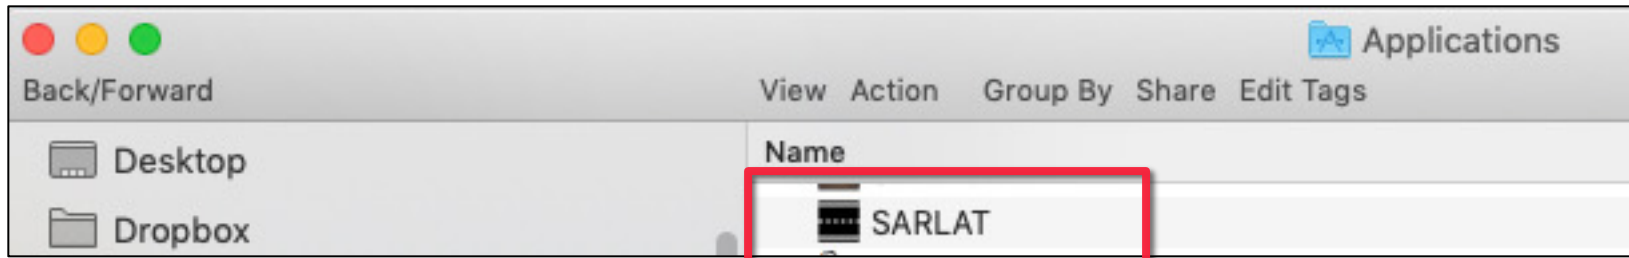 Applications
Back/Forward View Action Group By Share Edit Tags
Desktop
Dropbox
Name
SARLAT